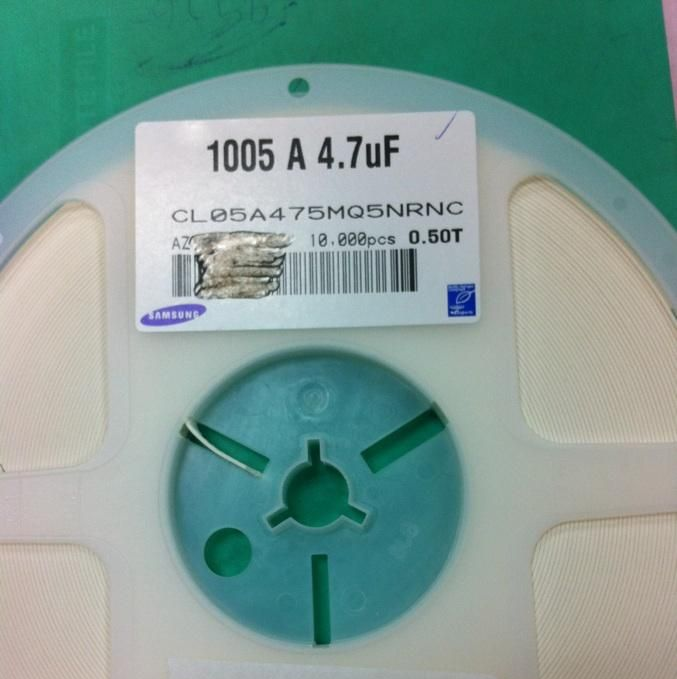 1005 A 4.7uF
CL05A475MQ5NRNC
AZ 10.000pcs 0.50T
SAMSUNG